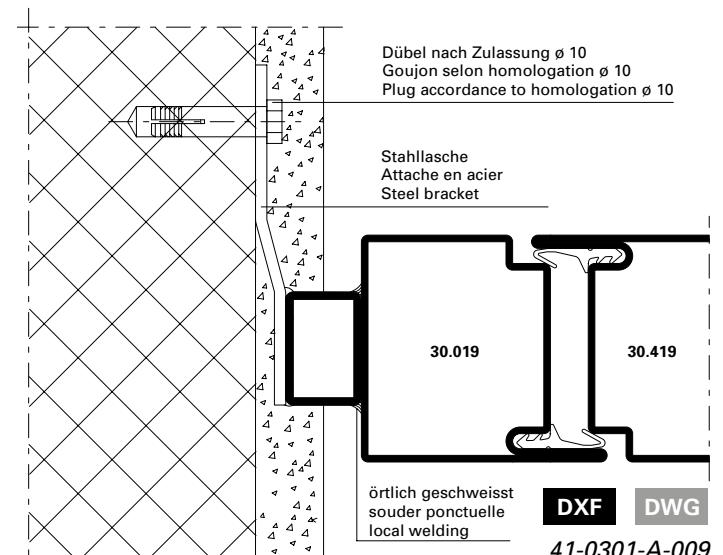 Dübel nach Zulassung ø 10
Goujon selon homologation ø 10
Plug accordance to homologation ø 10
Stahllasche
Attache en acier
Steel bracket
30.019
30.419
örtlich geschweisst
souder ponctuelle
local welding
DXF
DWG
41-0301-A-009